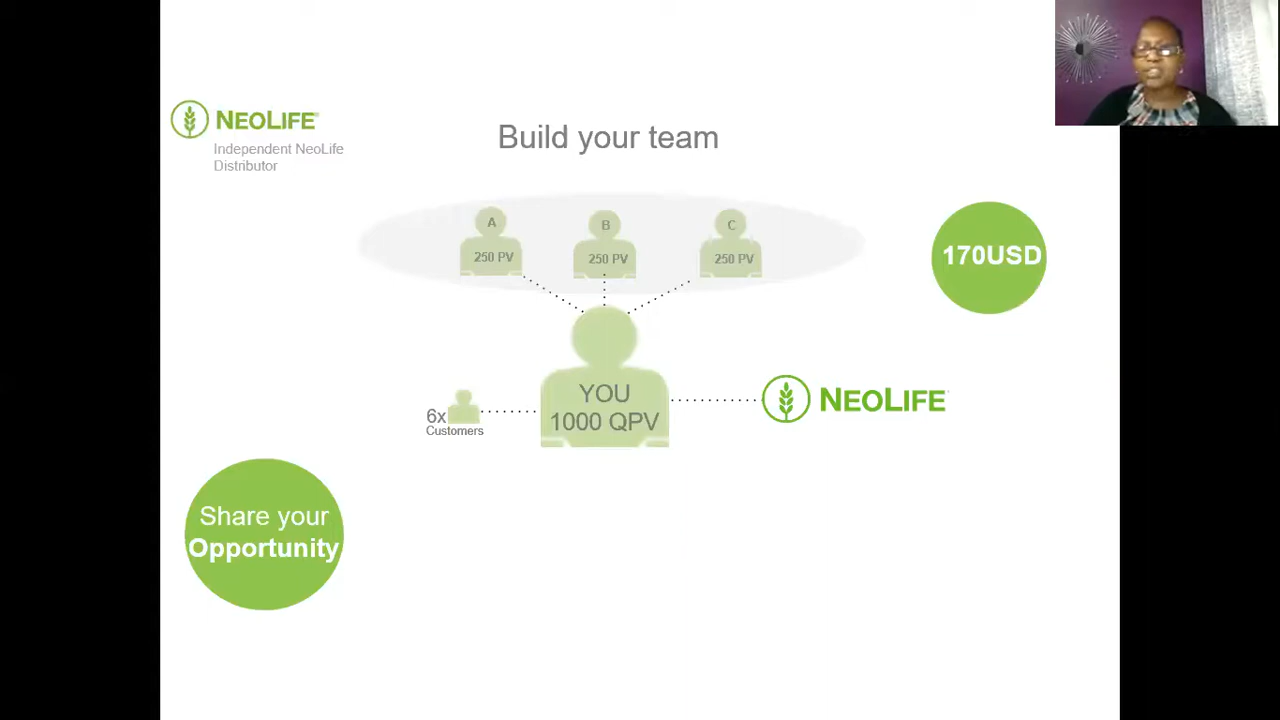 NEOLIFE
Independent NeoLife
Distributor
Build your team
A
B
C
250 PV
250 PV
250 PV
170USD
YOU
1000 QPV
6x
Customers
NEOLIFE
Share your
Opportunity